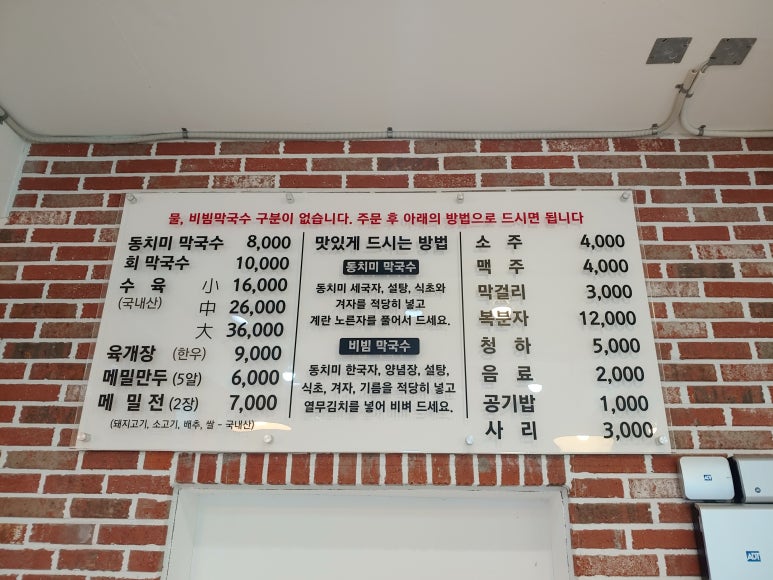 물, 비빔막국수 구분이 없습니다. 주문 후 아래의 방법으로 드시면 됩니다
동치미 막국수 8,000
회 막국수 10,000
수 육 小 16,000
(국내산) 中 26,000
大 36,000
육개장 (한우) 9,000
메밀만두 (5알) 6,000
메 밀 전 (2장) 7,000
(돼지고기, 소고기, 배추, 쌀 - 국내산)
맛있게 드시는 방법
동치미 막국수
동치미 세국자, 설탕, 식초와
겨자를 적당히 넣고
계란 노른자를 풀어서 드세요.
비빔 막국수
동치미 한국자, 양념장, 설탕,
식초, 겨자, 기름을 적당히 넣고
열무김치를 넣어 비벼 드세요.
소 주 4,000
맥 주 4,000
막걸리 3,000
복분자 12,000
청 하 5,000
음 료 2,000
공기밥 1,000
사 리 3,000
ADT
ADT